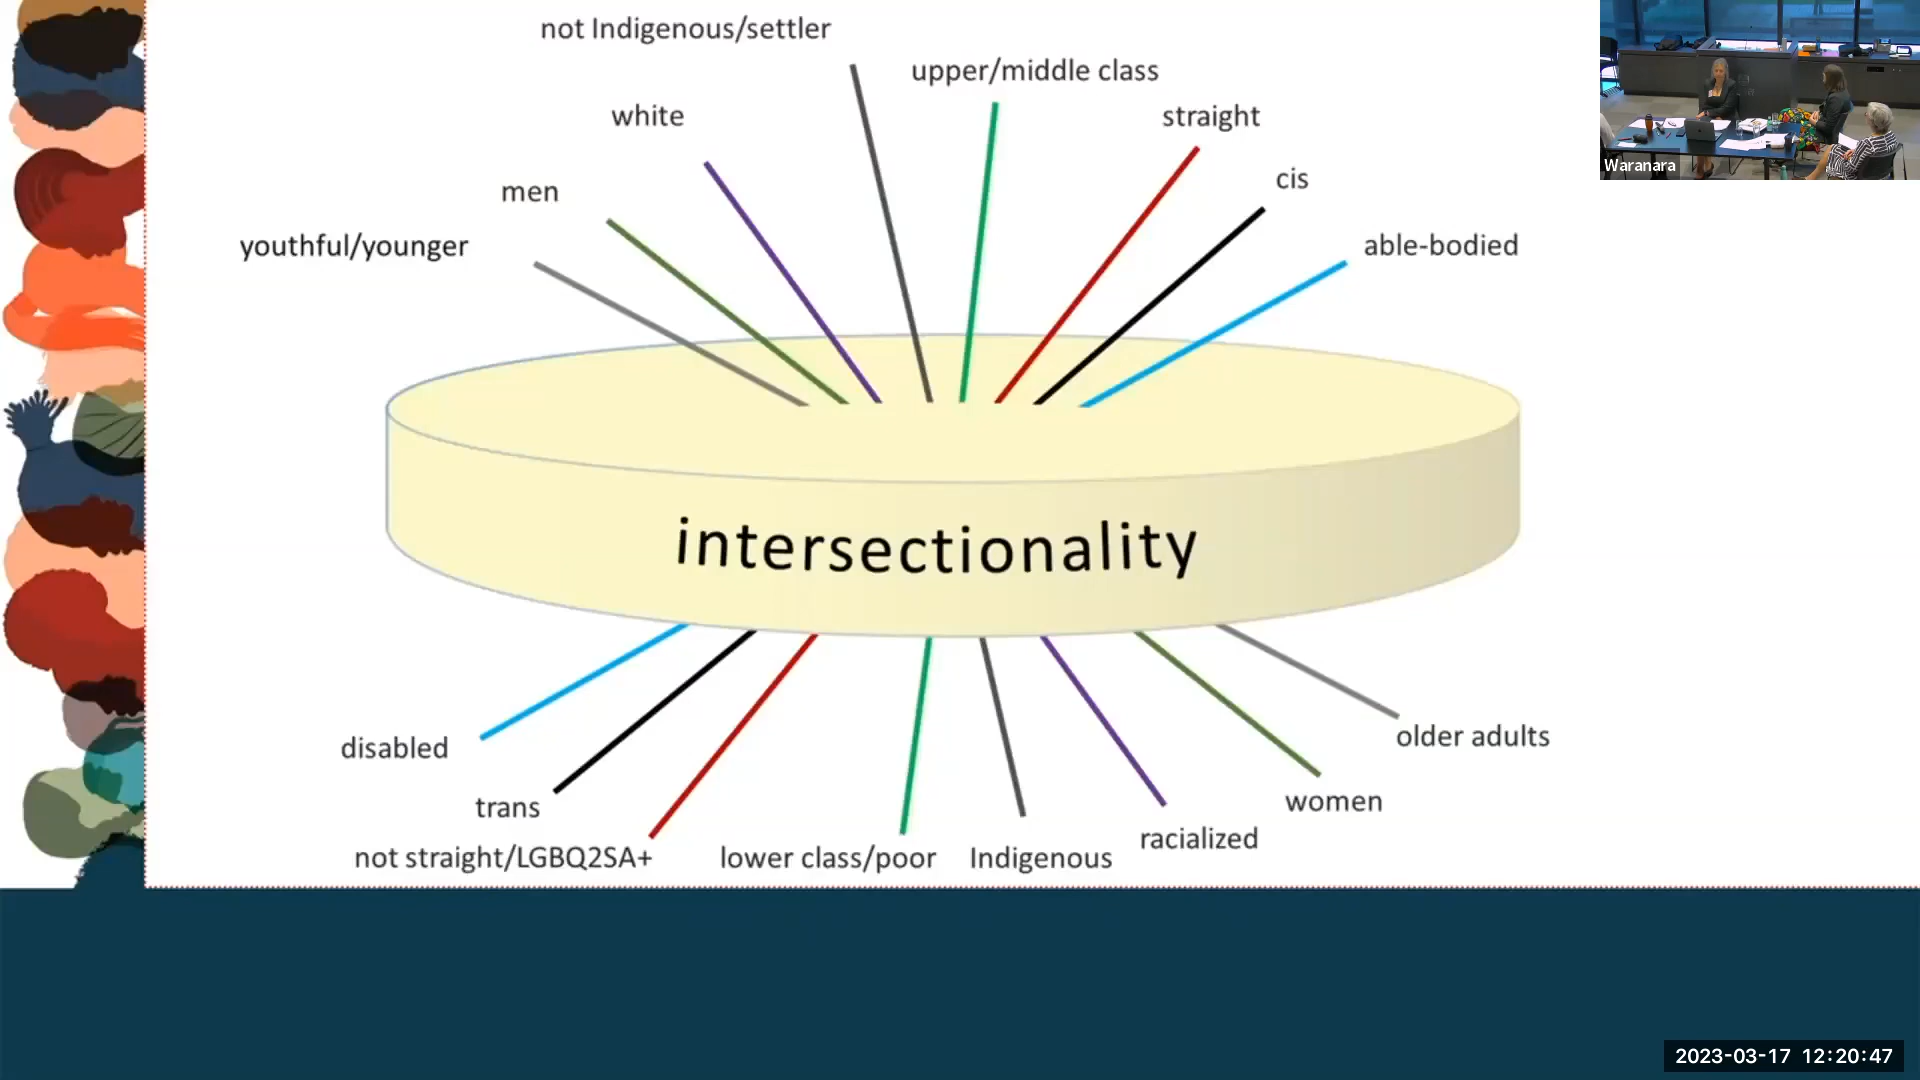 not Indigenous/settler
upper/middle class
white
straight
men
cis
youthful/younger
able-bodied
Waranara
intersectionality
disabled
older adults
trans
women
racialized
not straight/LGBQ2SA+
lower class/poor
Indigenous
2023-03-17 12:20:47